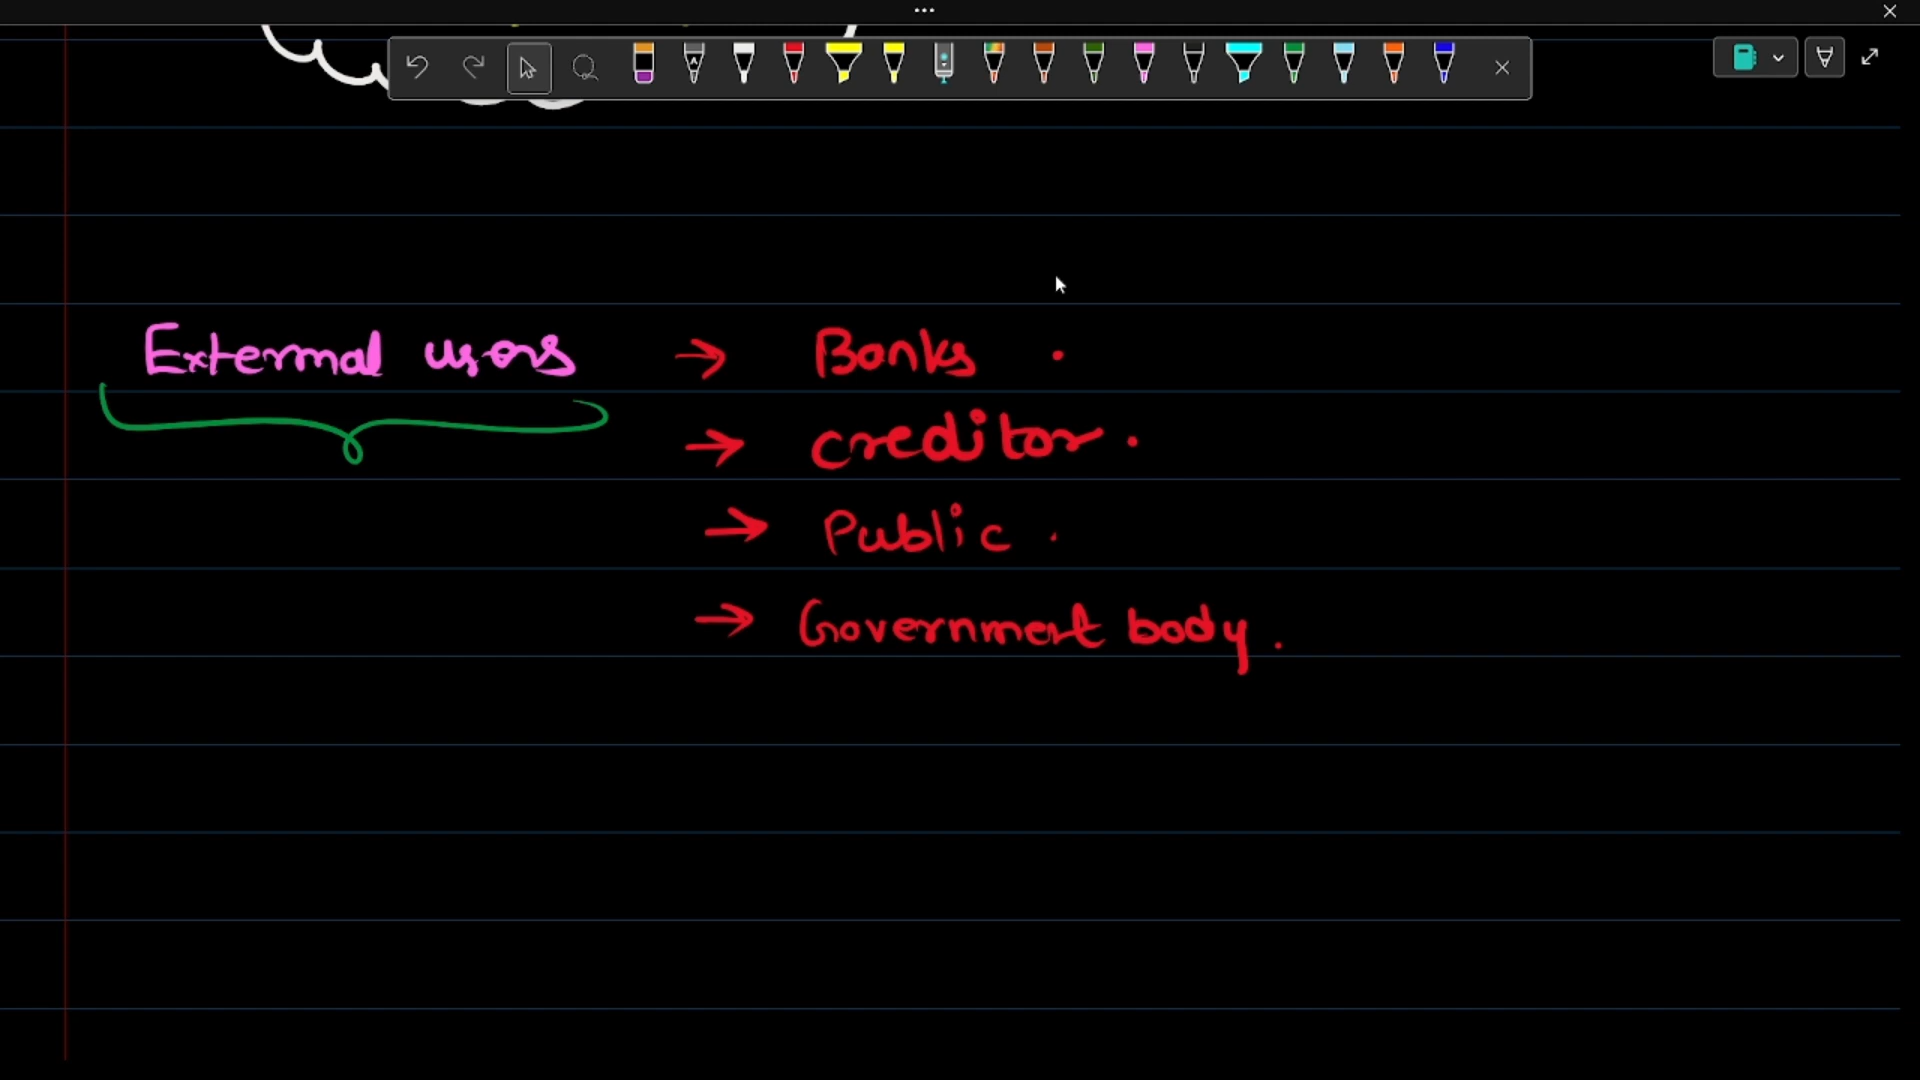 External users → Banks .
→ creditor .
→ Public .
→ Government body .